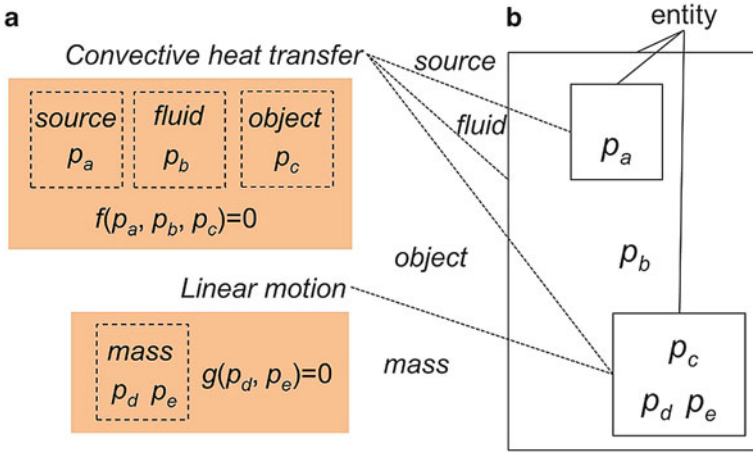 a
Convective heat transfer
source
fluid
object
p_a
p_b
p_c
f(p_a, p_b, p_c)=0
Linear motion
mass
p_d p_e
g(p_d, p_e)=0
b
entity
source
fluid
object
mass
p_a
p_b
p_c
p_d p_e